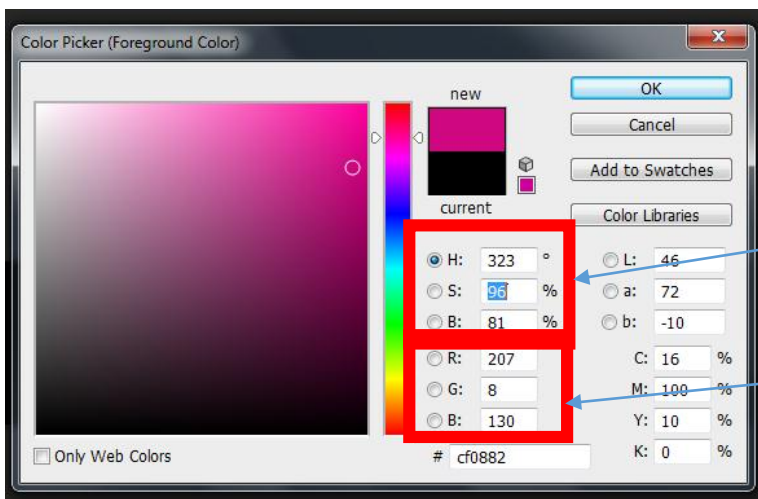 Color Picker (Foreground Color)
new
OK
Cancel
Add to Swatches
current
Color Libraries
H: 323 °
L: 46
S: 96 %
a: 72
B: 81 %
b: -10
R: 207
C: 16 %
G: 8
M: 100 %
B: 130
Y: 10 %
Only Web Colors
# cf0882
K: 0 %